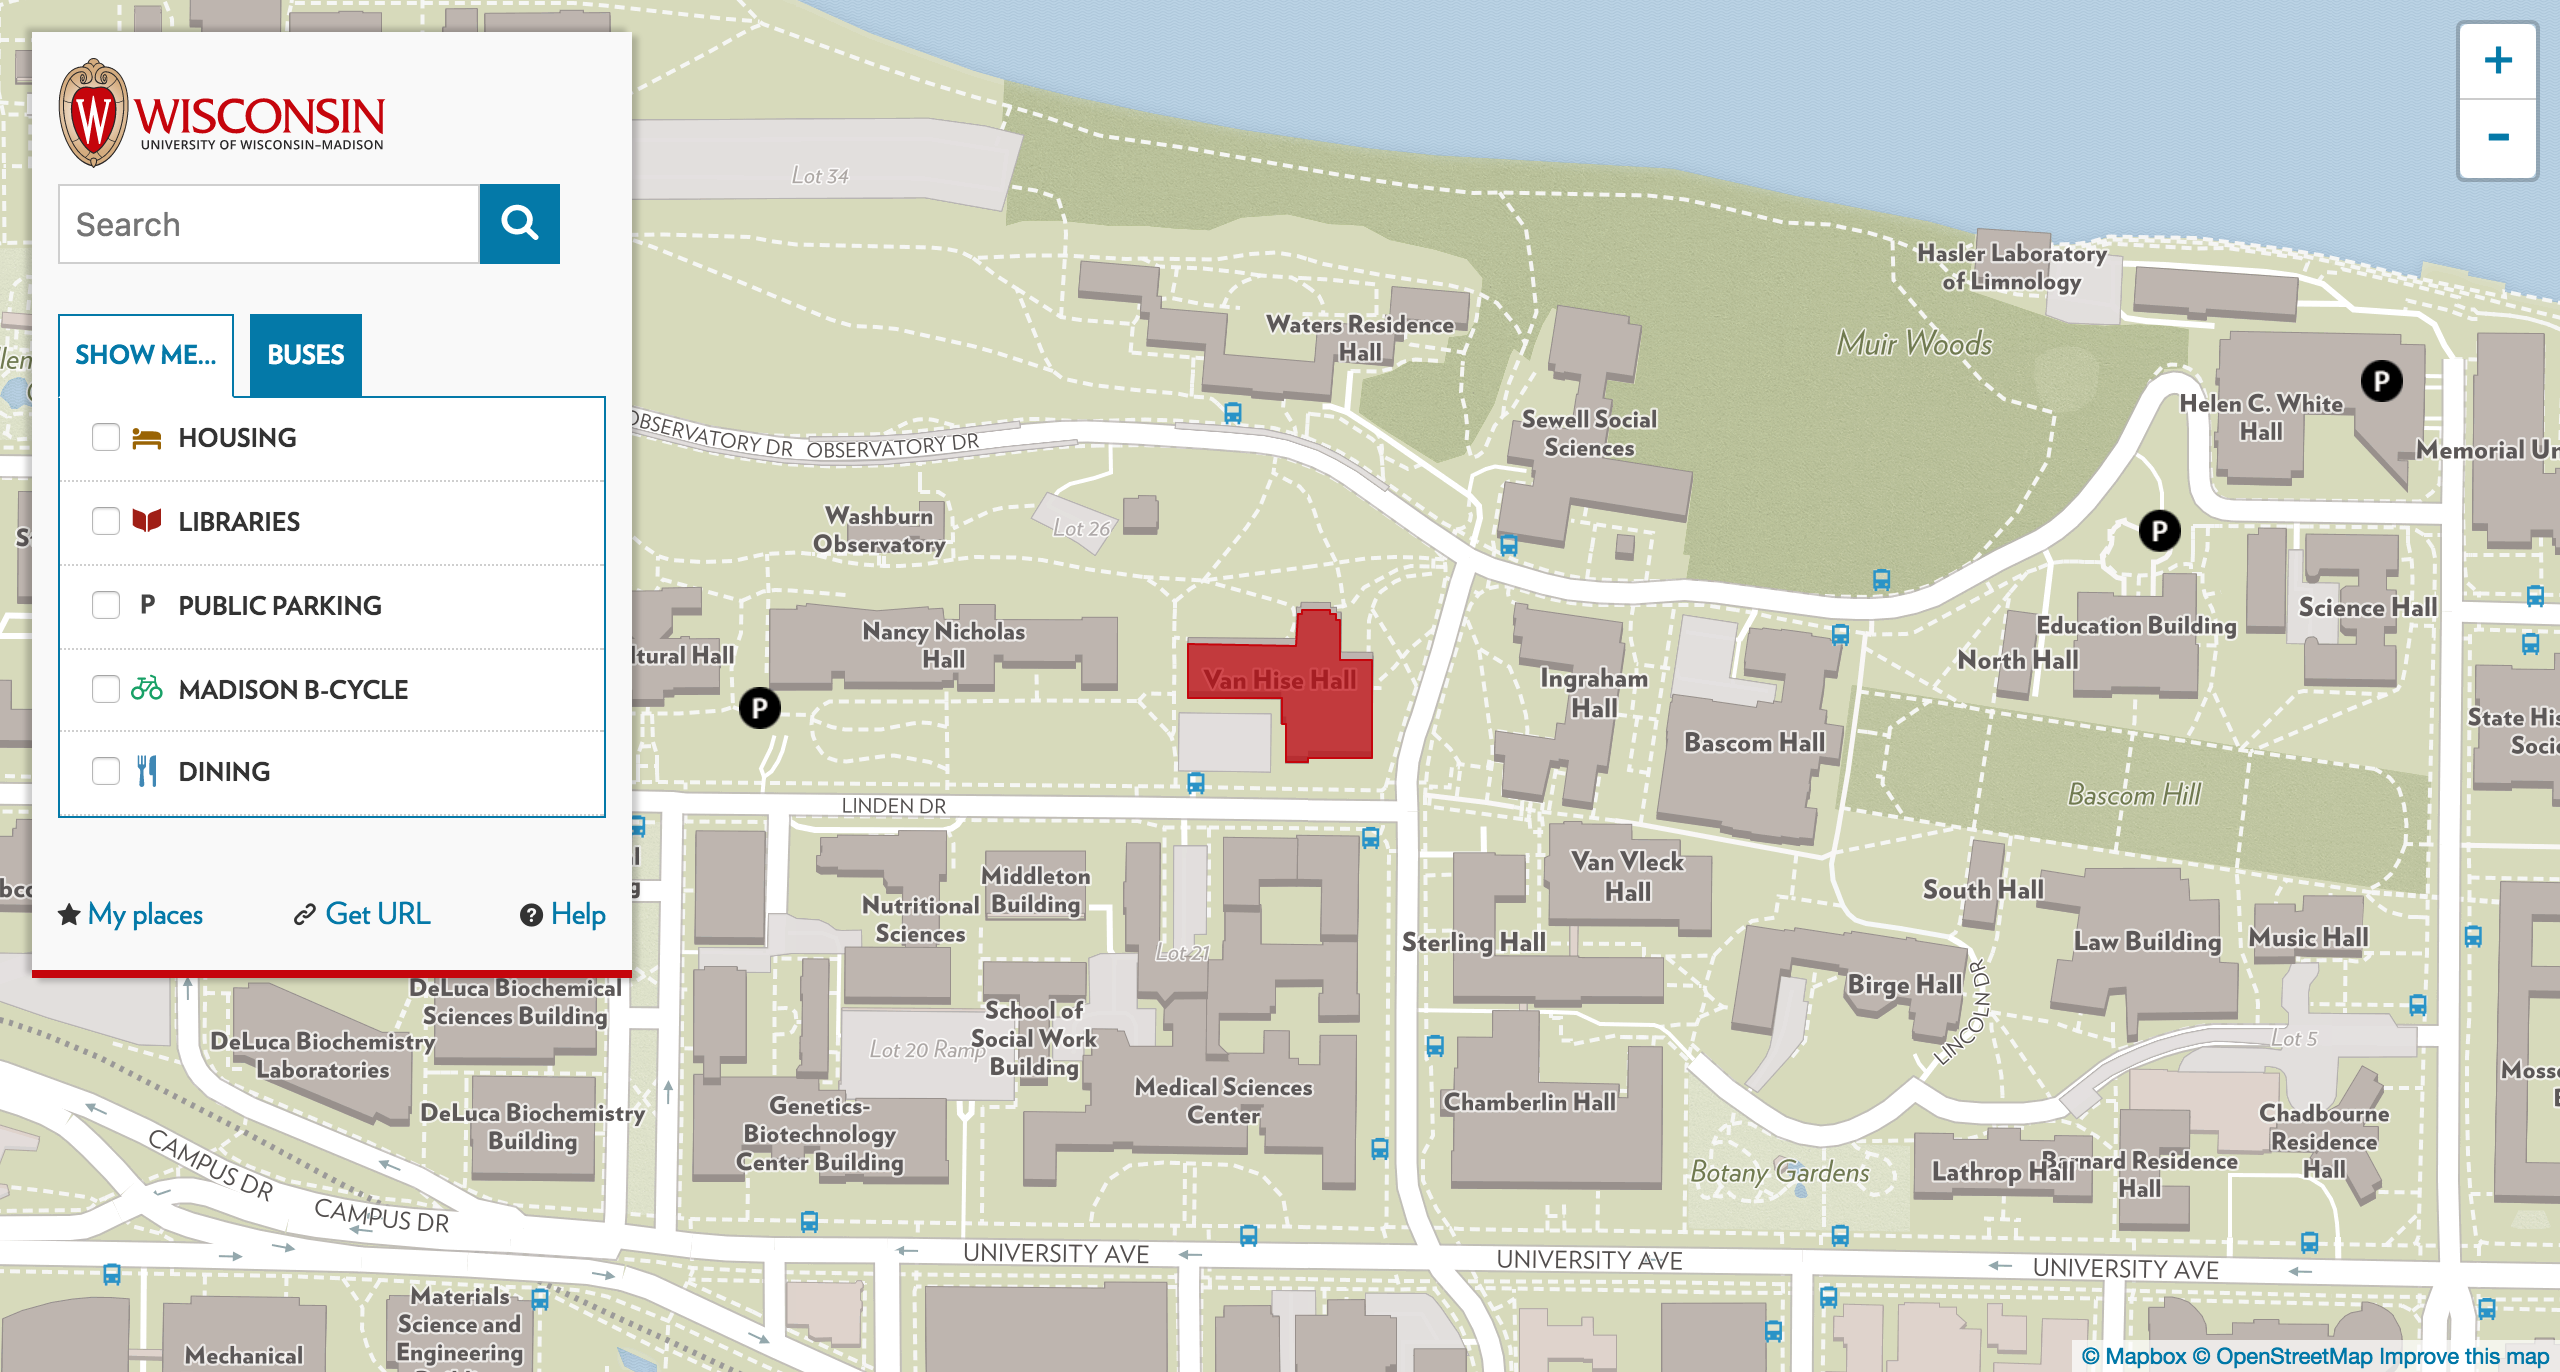 W
WISCONSIN
UNIVERSITY OF WISCONSIN–MADISON
Search
SHOW ME...
BUSES
HOUSING
LIBRARIES
P
PUBLIC PARKING
MADISON B-CYCLE
DINING
My places
Get URL
Help
+
-
Lot 34
Hasler Laboratory
of Limnology
Waters Residence
Hall
Muir Woods
P
Helen C. White
Hall
Sewell Social
Sciences
Memorial Un
OBSERVATORY DR
OBSERVATORY DR
Washburn
Observatory
Lot 26
P
Science Hall
Education Building
North Hall
Nancy Nicholas
Hall
ltural Hall
Van Hise Hall
Ingraham
Hall
P
Bascom Hall
State His
Socie
Bascom Hill
LINDEN DR
Van Vleck
Hall
Middleton
Building
South Hall
Nutritional
Sciences
Sterling Hall
Law Building
Music Hall
Lot 21
Birge Hall
LINCOLN DR
DeLuca Biochemical
Sciences Building
School of
Social Work
Building
Lot 5
DeLuca Biochemistry
Laboratories
Lot 20 Ramp
Mosse
Medical Sciences
Center
Chamberlin Hall
DeLuca Biochemistry
Building
Genetics-
Biotechnology
Center Building
Chadbourne
Residence
Hall
Botany Gardens
Lathrop Hall
Barnard Residence
Hall
CAMPUS DR
CAMPUS DR
UNIVERSITY AVE
UNIVERSITY AVE
UNIVERSITY AVE
Materials
Science and
Engineering
Mechanical
© Mapbox © OpenStreetMap Improve this map